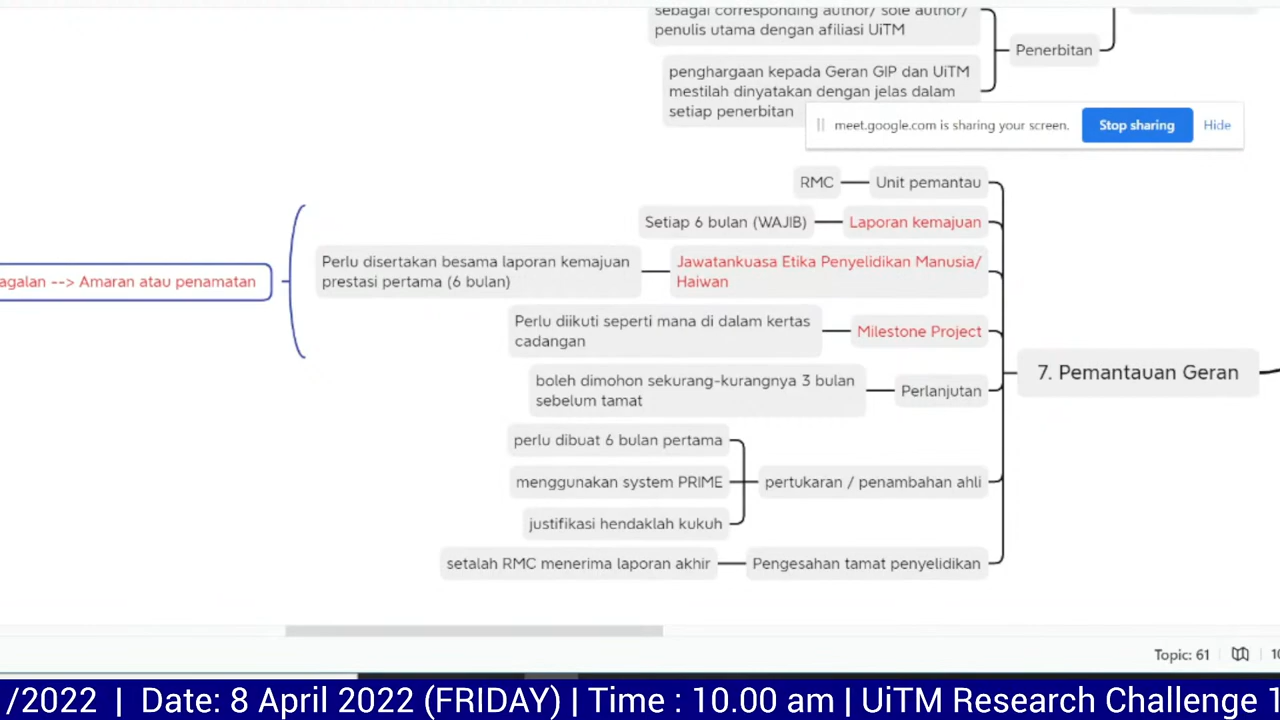 sebagai corresponding author/ sole author/
penulis utama dengan afiliasi UiTM
Penerbitan
penghargaan kepada Geran GIP dan UiTM
mestilah dinyatakan dengan jelas dalam
setiap penerbitan
meet.google.com is sharing your screen.
Stop sharing
Hide
RMC
Unit pemantau
Setiap 6 bulan (WAJIB)
Laporan kemajuan
agalan --> Amaran atau penamatan
Perlu disertakan besama laporan kemajuan
prestasi pertama (6 bulan)
Jawatankuasa Etika Penyelidikan Manusia/
Haiwan
Perlu diikuti seperti mana di dalam kertas
cadangan
Milestone Project
7. Pemantauan Geran
boleh dimohon sekurang-kurangnya 3 bulan
sebelum tamat
Perlanjutan
perlu dibuat 6 bulan pertama
menggunakan system PRIME
justifikasi hendaklah kukuh
pertukaran / penambahan ahli
setalah RMC menerima laporan akhir
Pengesahan tamat penyelidikan
Topic: 61
/2022 | Date: 8 April 2022 (FRIDAY) | Time : 10.00 am | UiTM Research Challenge 1